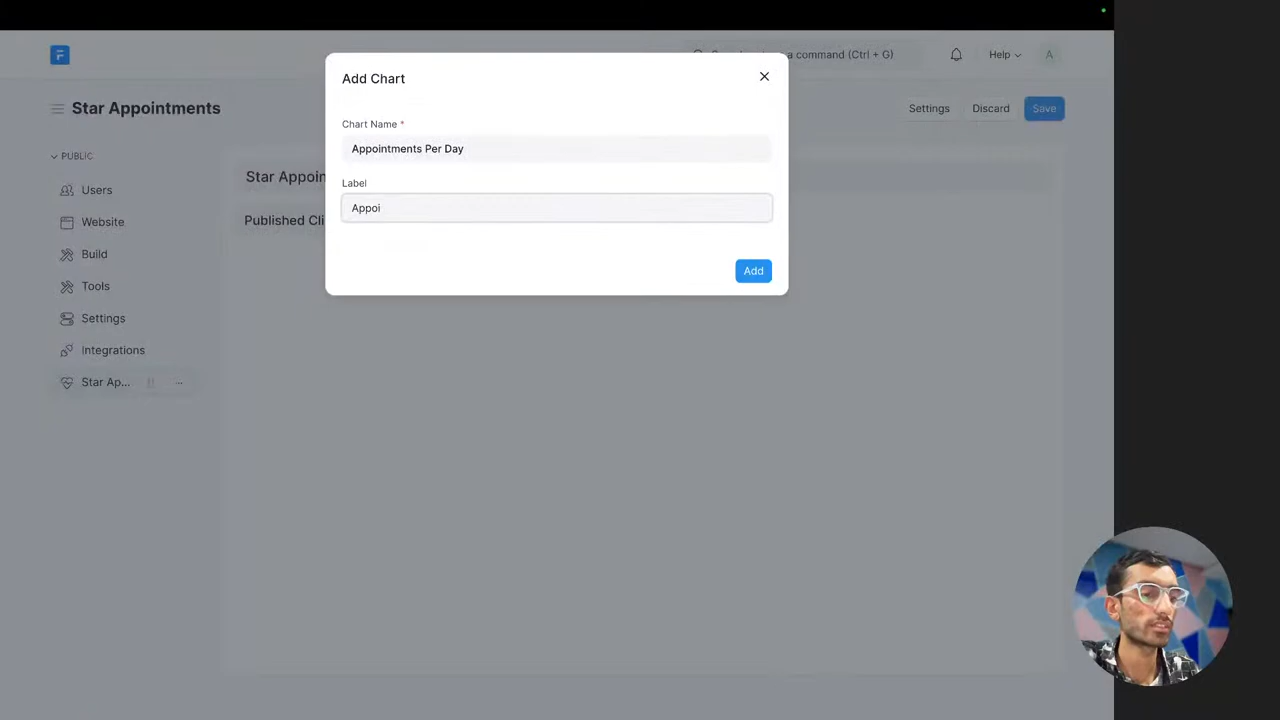 Add Chart
Chart Name *
Appointments Per Day
Label
Appoi
Add
a command (Ctrl + G)
Help
A
Star Appointments
Settings
Discard
Save
PUBLIC
Users
Website
Build
Tools
Settings
Integrations
Star Ap...
Star Appoin
Published Cli